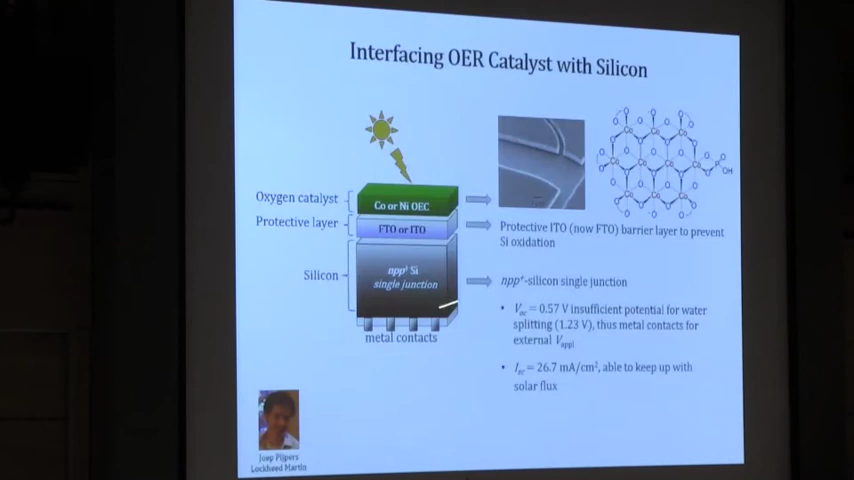 Interfacing OER Catalyst with Silicon
Oxygen catalyst
Co or Ni OEC
Protective layer
FTO or ITO
Silicon
npp⁺ Si
single junction
metal contacts
Protective ITO (now FTO) barrier layer to prevent
Si oxidation
npp⁺-silicon single junction
• Voc = 0.57 V insufficient potential for water
splitting (1.23 V), thus metal contacts for
external Vappl
• Isc = 26.7 mA/cm², able to keep up with
solar flux
Joep Pijpers
Lockheed Martin